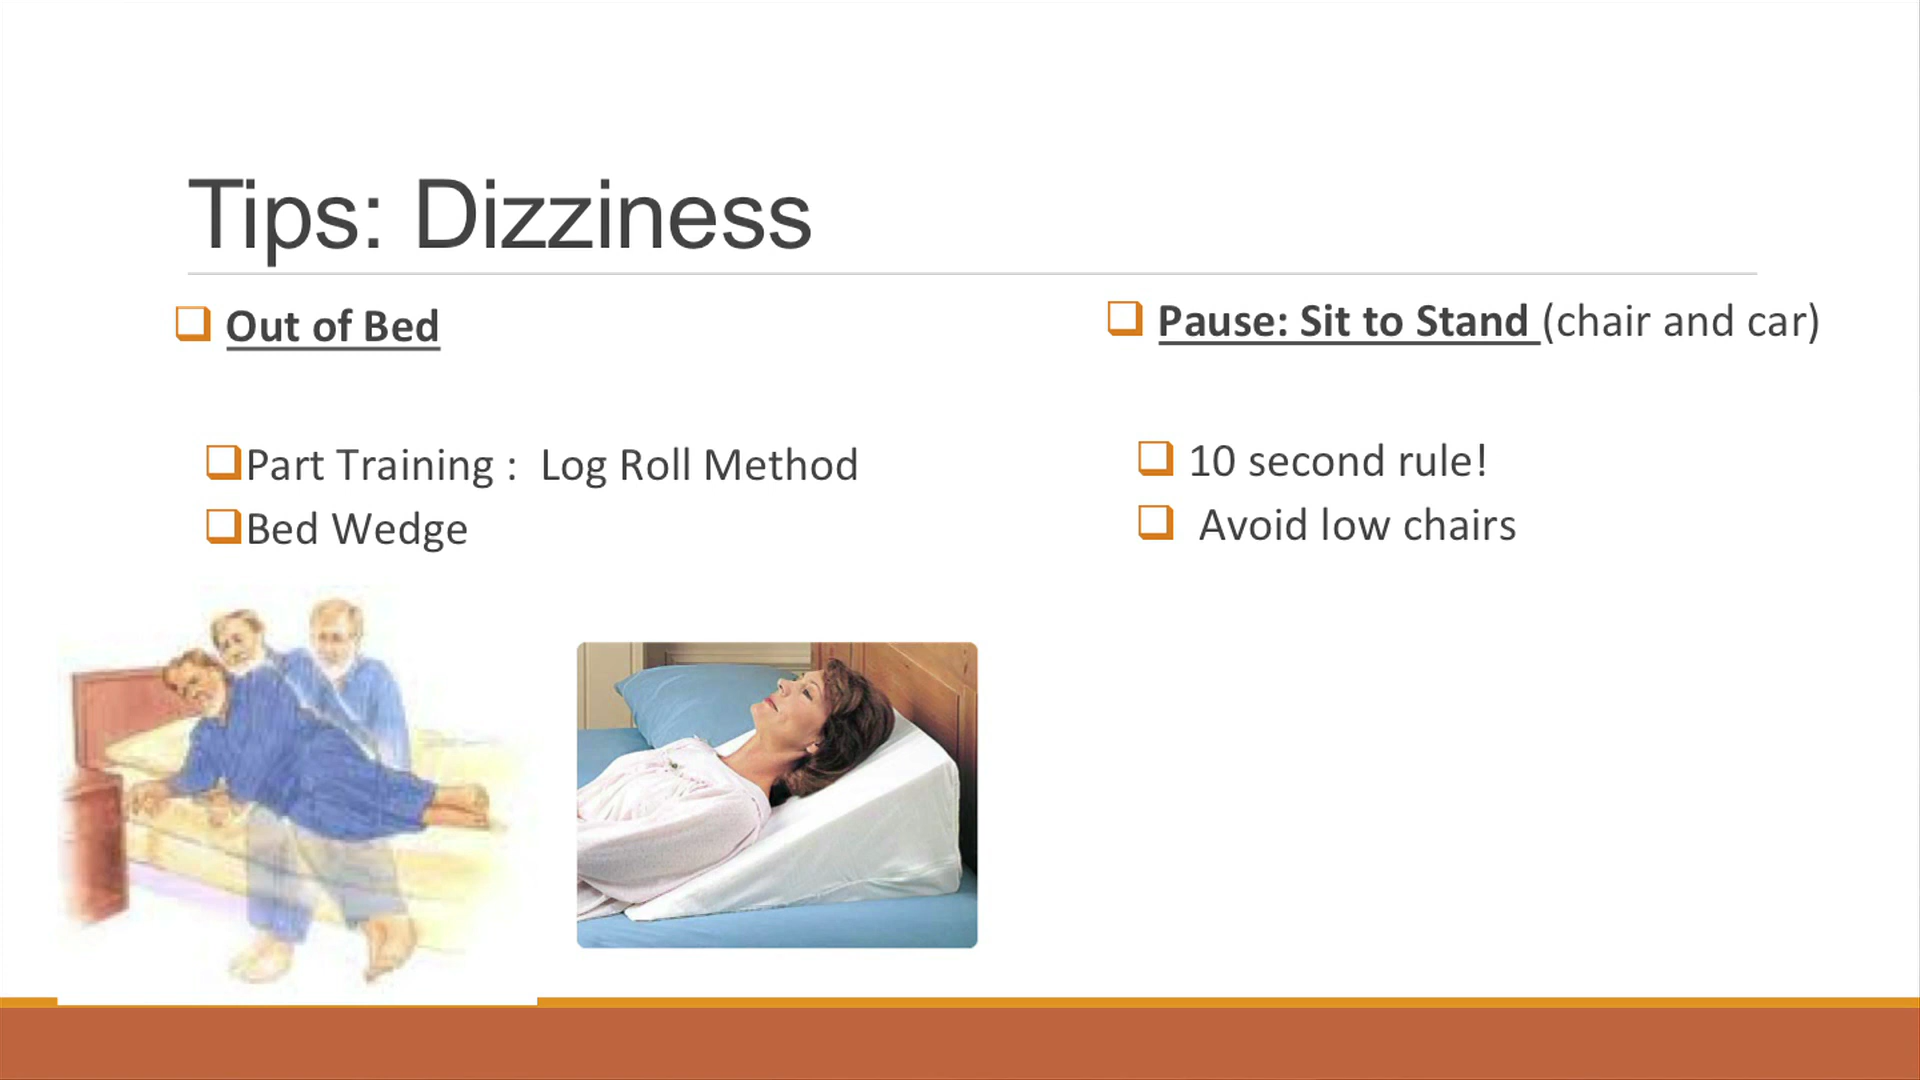 Tips: Dizziness
Out of Bed
Part Training :  Log Roll Method
Bed Wedge
Pause: Sit to Stand (chair and car)
10 second rule!
Avoid low chairs